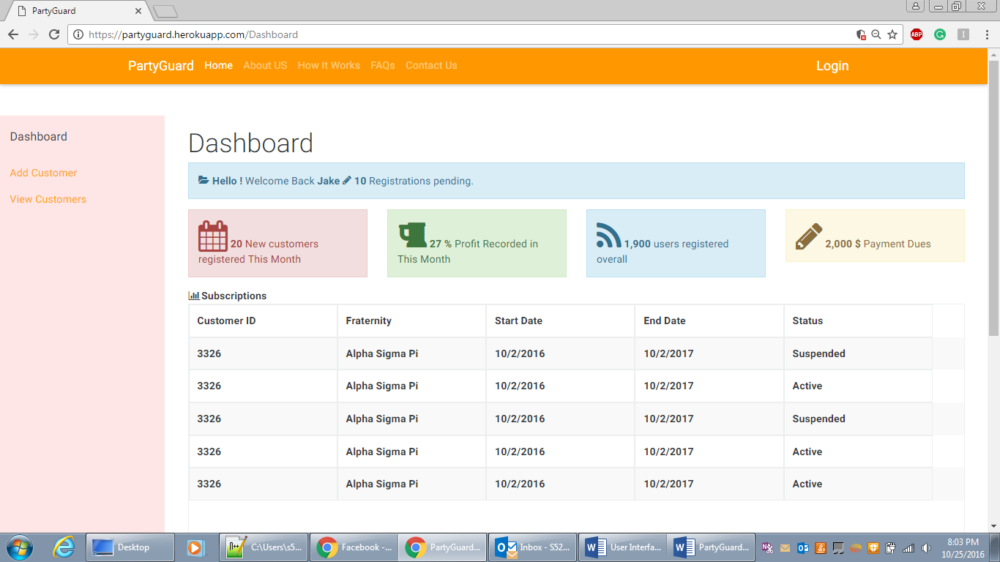 PartyGuard
https://partyguard.herokuapp.com/Dashboard
ABP
PartyGuard Home About US How It Works FAQs Contact Us Login
Dashboard
Add Customer
View Customers
Dashboard
Hello ! Welcome Back Jake 10 Registrations pending.
20 New customers
registered This Month
27 % Profit Recorded in
This Month
1,900 users registered
overall
2,000 $ Payment Dues
Subscriptions
Customer ID Fraternity Start Date End Date Status
3326 Alpha Sigma Pi 10/2/2016 10/2/2017 Suspended
3326 Alpha Sigma Pi 10/2/2016 10/2/2017 Active
3326 Alpha Sigma Pi 10/2/2016 10/2/2017 Suspended
3326 Alpha Sigma Pi 10/2/2016 10/2/2017 Active
3326 Alpha Sigma Pi 10/2/2016 10/2/2017 Active
Desktop C:\Users\s5... Facebook -... PartyGuard... Inbox - S52... User Interfa... PartyGuard...
8:03 PM
10/25/2016